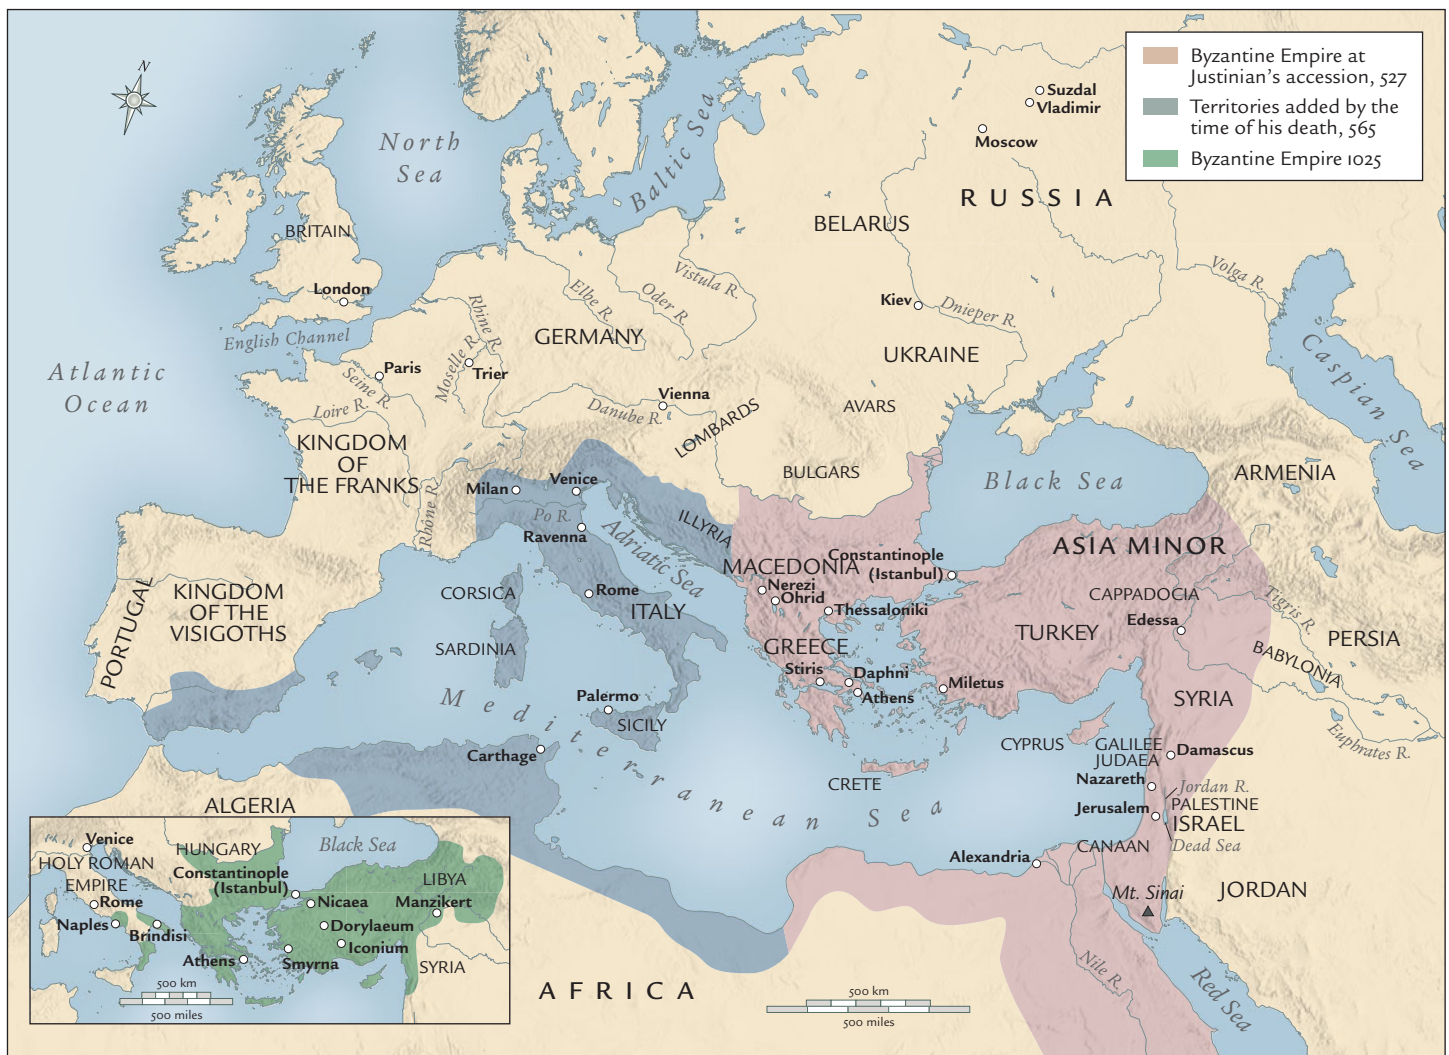 N
Byzantine Empire at
Justinian's accession, 527
Territories added by the
time of his death, 565
Byzantine Empire 1025
Suzdal
Vladimir
Moscow
North
Sea
Baltic Sea
RUSSIA
BELARUS
BRITAIN
London
Vistula R.
Volga R.
Elbe R.
Oder R.
Rhine R.
Kiev
Dnieper R.
English Channel
GERMANY
UKRAINE
Caspian Sea
Atlantic
Ocean
Paris
Seine R.
Moselle R.
Trier
Loire R.
Vienna
Danube R.
LOMBARDS
AVARS
KINGDOM
OF
THE FRANKS
BULGARS
ARMENIA
Black Sea
Milan
Venice
Rhône R.
Po R.
ILLYRIA
Ravenna
Adriatic Sea
ASIA MINOR
Constantinople
(Istanbul)
MACEDONIA
Nerezi
Ohrid
Thessaloniki
CAPPADOCIA
Tigris R.
PORTUGAL
KINGDOM
OF THE
VISIGOTHS
CORSICA
Rome
ITALY
Edessa
TURKEY
PERSIA
SARDINIA
GREECE
BABYLONIA
Stiris
Daphni
Athens
Miletus
SYRIA
Mediterranean Sea
Palermo
SICILY
Euphrates R.
Carthage
CYPRUS
GALILEE
JUDAEA
Damascus
CRETE
Nazareth
Jordan R.
ALGERIA
Jerusalem
PALESTINE
ISRAEL
Dead Sea
Alexandria
CANAAN
Mt. Sinai
JORDAN
Nile R.
Red Sea
AFRICA
500 km
500 miles
Venice
HUNGARY
Black Sea
HOLY ROMAN
EMPIRE
Constantinople
(Istanbul)
LIBYA
Rome
Nicaea
Manzikert
Naples
Brindisi
Dorylaeum
Iconium
Athens
Smyrna
SYRIA
500 km
500 miles